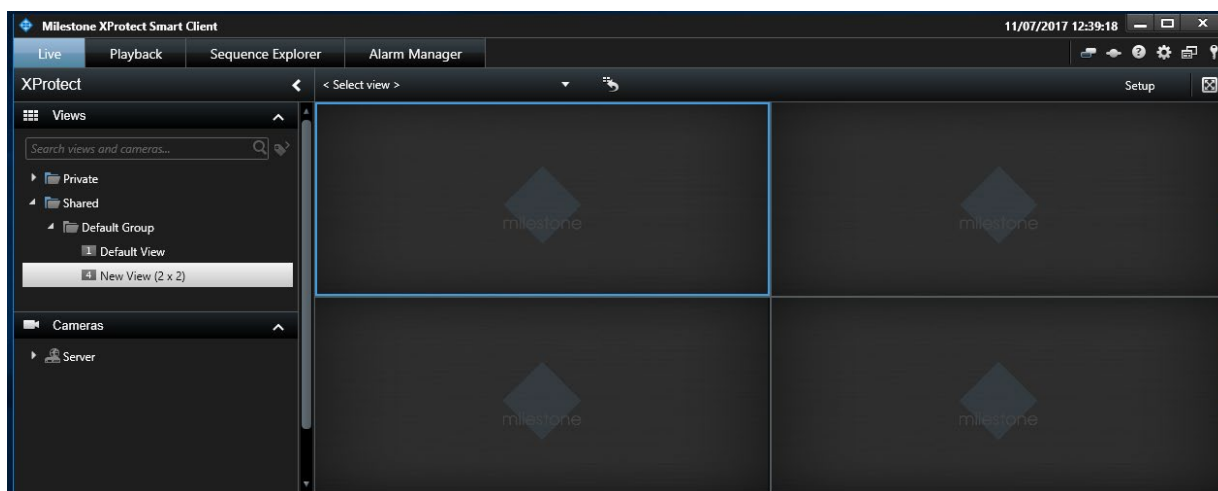 Milestone XProtect Smart Client 11/07/2017 12:39:18
Live Playback Sequence Explorer Alarm Manager
XProtect < Select view > Setup
Views
Search views and cameras...
Private
Shared
Default Group
1 Default View
4 New View (2 x 2)
milestone milestone
Cameras
Server
milestone milestone